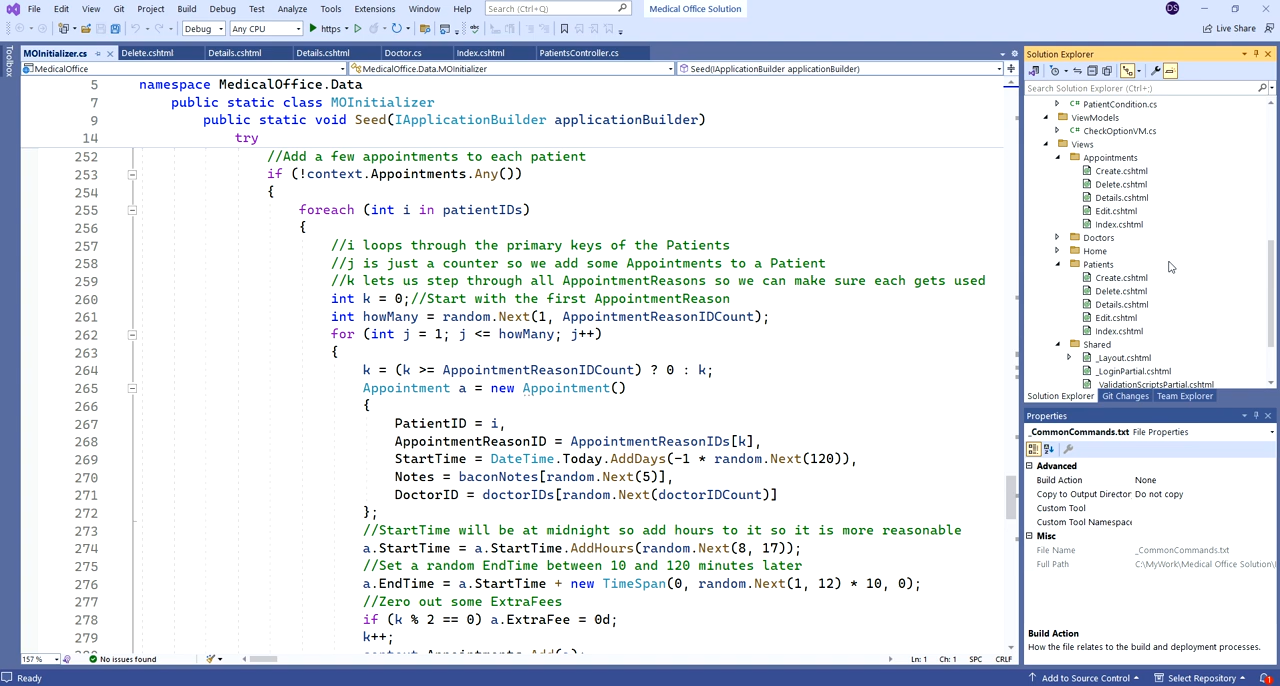 File Edit View Git Project Build Debug Test Analyze Tools Extensions Window Help Search (Ctrl+Q) Medical Office Solution DS
Debug Any CPU https Live Share
Toolbox
MOInitializer.cs Delete.cshtml Details.cshtml Details.cshtml Doctor.cs Index.cshtml PatientsController.cs
MedicalOffice MedicalOffice.Data.MOInitializer Seed(IApplicationBuilder applicationBuilder)
5 namespace MedicalOffice.Data
7 public static class MOInitializer
9 public static void Seed(IApplicationBuilder applicationBuilder)
14 try
252 //Add a few appointments to each patient
253 if (!context.Appointments.Any())
254 {
255 foreach (int i in patientIDs)
256 {
257 //i loops through the primary keys of the Patients
258 //j is just a counter so we add some Appointments to a Patient
259 //k lets us step through all AppointmentReasons so we can make sure each gets used
260 int k = 0;//Start with the first AppointmentReason
261 int howMany = random.Next(1, AppointmentReasonIDCount);
262 for (int j = 1; j <= howMany; j++)
263 {
264 k = (k >= AppointmentReasonIDCount) ? 0 : k;
265 Appointment a = new Appointment()
266 {
267 PatientID = i,
268 AppointmentReasonID = AppointmentReasonIDs[k],
269 StartTime = DateTime.Today.AddDays(-1 * random.Next(120)),
270 Notes = baconNotes[random.Next(5)],
271 DoctorID = doctorIDs[random.Next(doctorIDCount)]
272 };
273 //StartTime will be at midnight so add hours to it so it is more reasonable
274 a.StartTime = a.StartTime.AddHours(random.Next(8, 17));
275 //Set a random EndTime between 10 and 120 minutes later
276 a.EndTime = a.StartTime + new TimeSpan(0, random.Next(1, 12) * 10, 0);
277 //Zero out some ExtraFees
278 if (k % 2 == 0) a.ExtraFee = 0d;
279 k++;
157 % No issues found Ln: 1 Ch: 1 SPC CRLF
Solution Explorer
Search Solution Explorer (Ctrl+;)
C# PatientCondition.cs
ViewModels
C# CheckOptionVM.cs
Views
Appointments
Create.cshtml
Delete.cshtml
Details.cshtml
Edit.cshtml
Index.cshtml
Doctors
Home
Patients
Create.cshtml
Delete.cshtml
Details.cshtml
Edit.cshtml
Index.cshtml
Shared
_Layout.cshtml
_LoginPartial.cshtml
_ValidationScriptsPartial.cshtml
Solution Explorer Git Changes Team Explorer
Properties
_CommonCommands.txt File Properties
Advanced
Build Action None
Copy to Output Director Do not copy
Custom Tool
Custom Tool Namespace
Misc
File Name _CommonCommands.txt
Full Path C:\MyWork\Medical Office Solution\
Build Action
How the file relates to the build and deployment processes.
Ready Add to Source Control Select Repository 1